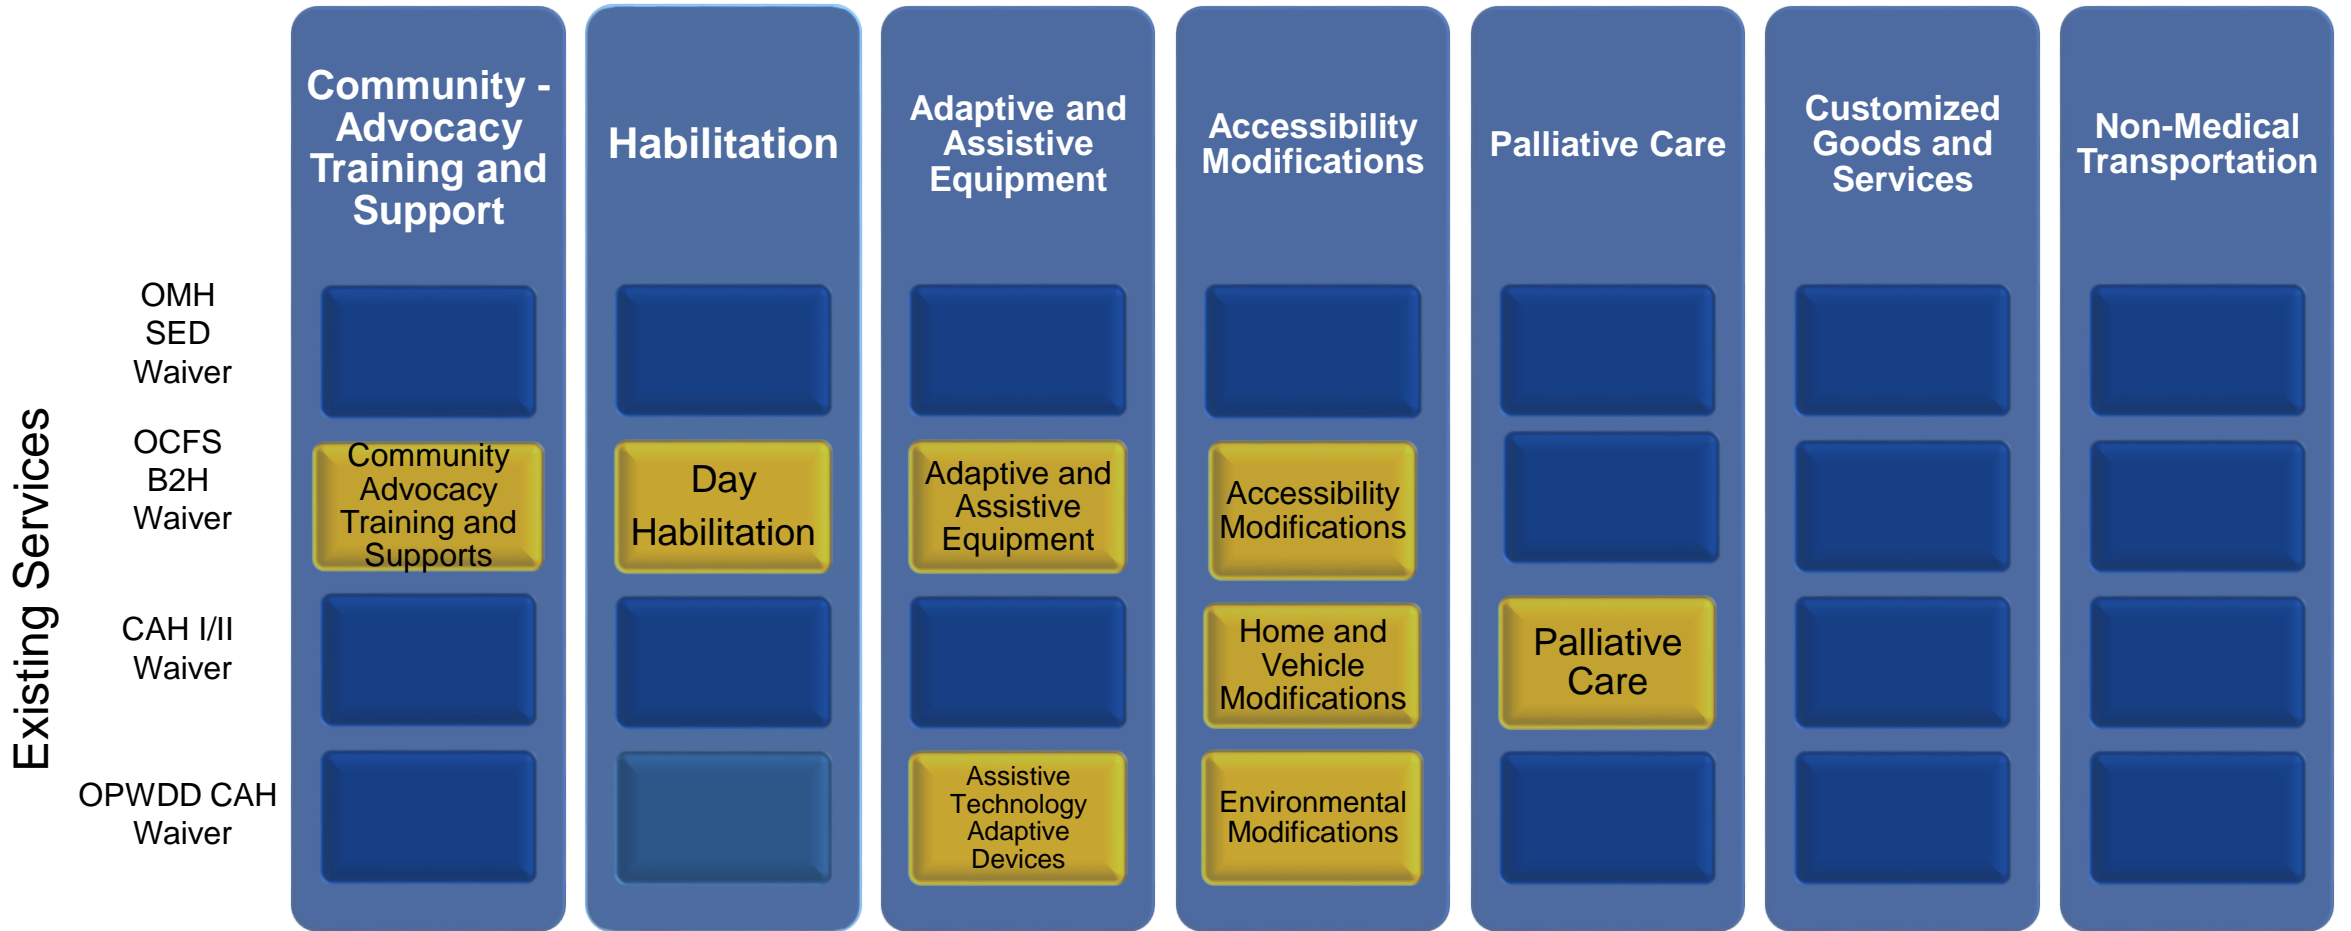 Community -
Advocacy
Training and
Support
Habilitation
Adaptive and
Assistive
Equipment
Accessibility
Modifications
Palliative Care
Customized
Goods and
Services
Non-Medical
Transportation
Existing Services
OMH
SED
Waiver
OCFS
B2H
Waiver
Community
Advocacy
Training and
Supports
Day
Habilitation
Adaptive and
Assistive
Equipment
Accessibility
Modifications
CAH I/II
Waiver
Home and
Vehicle
Modifications
Palliative
Care
OPWDD CAH
Waiver
Assistive
Technology
Adaptive
Devices
Environmental
Modifications